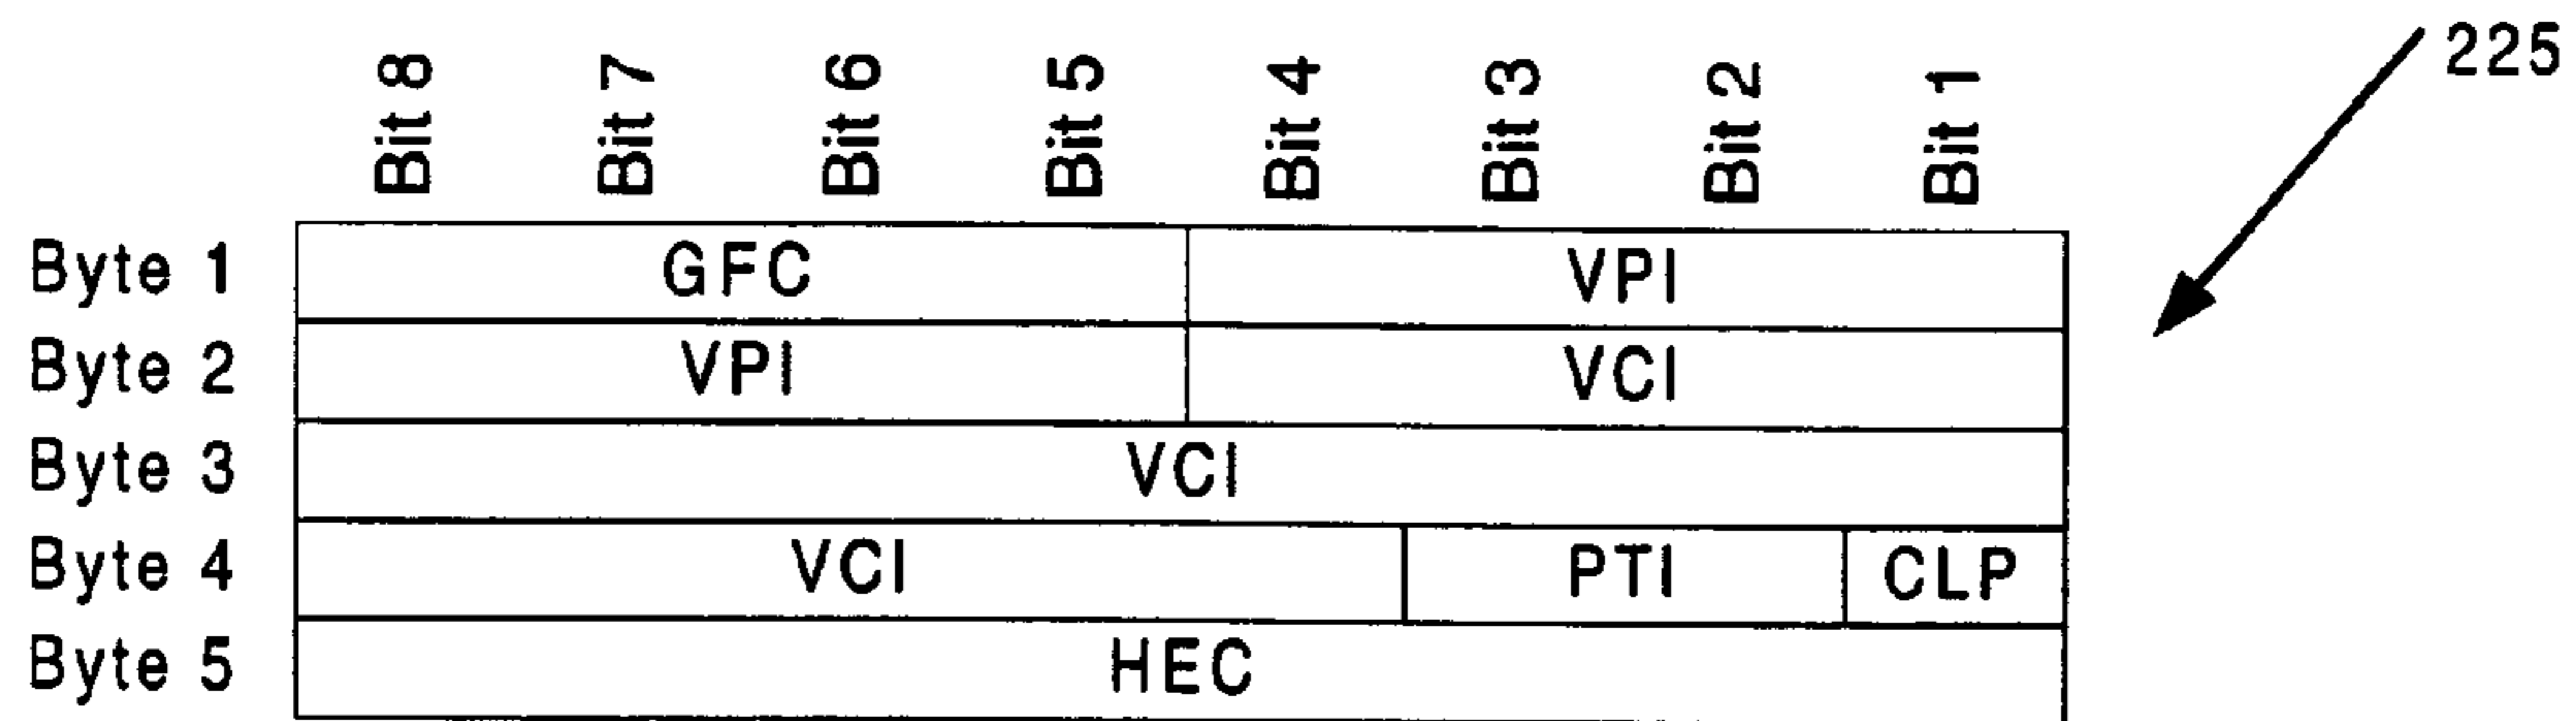 Bit 8 Bit 7 Bit 6 Bit 5 Bit 4 Bit 3 Bit 2 Bit 1 225
Byte 1 GFC VPI
Byte 2 VPI VCI
Byte 3 VCI
Byte 4 VCI PTI CLP
Byte 5 HEC